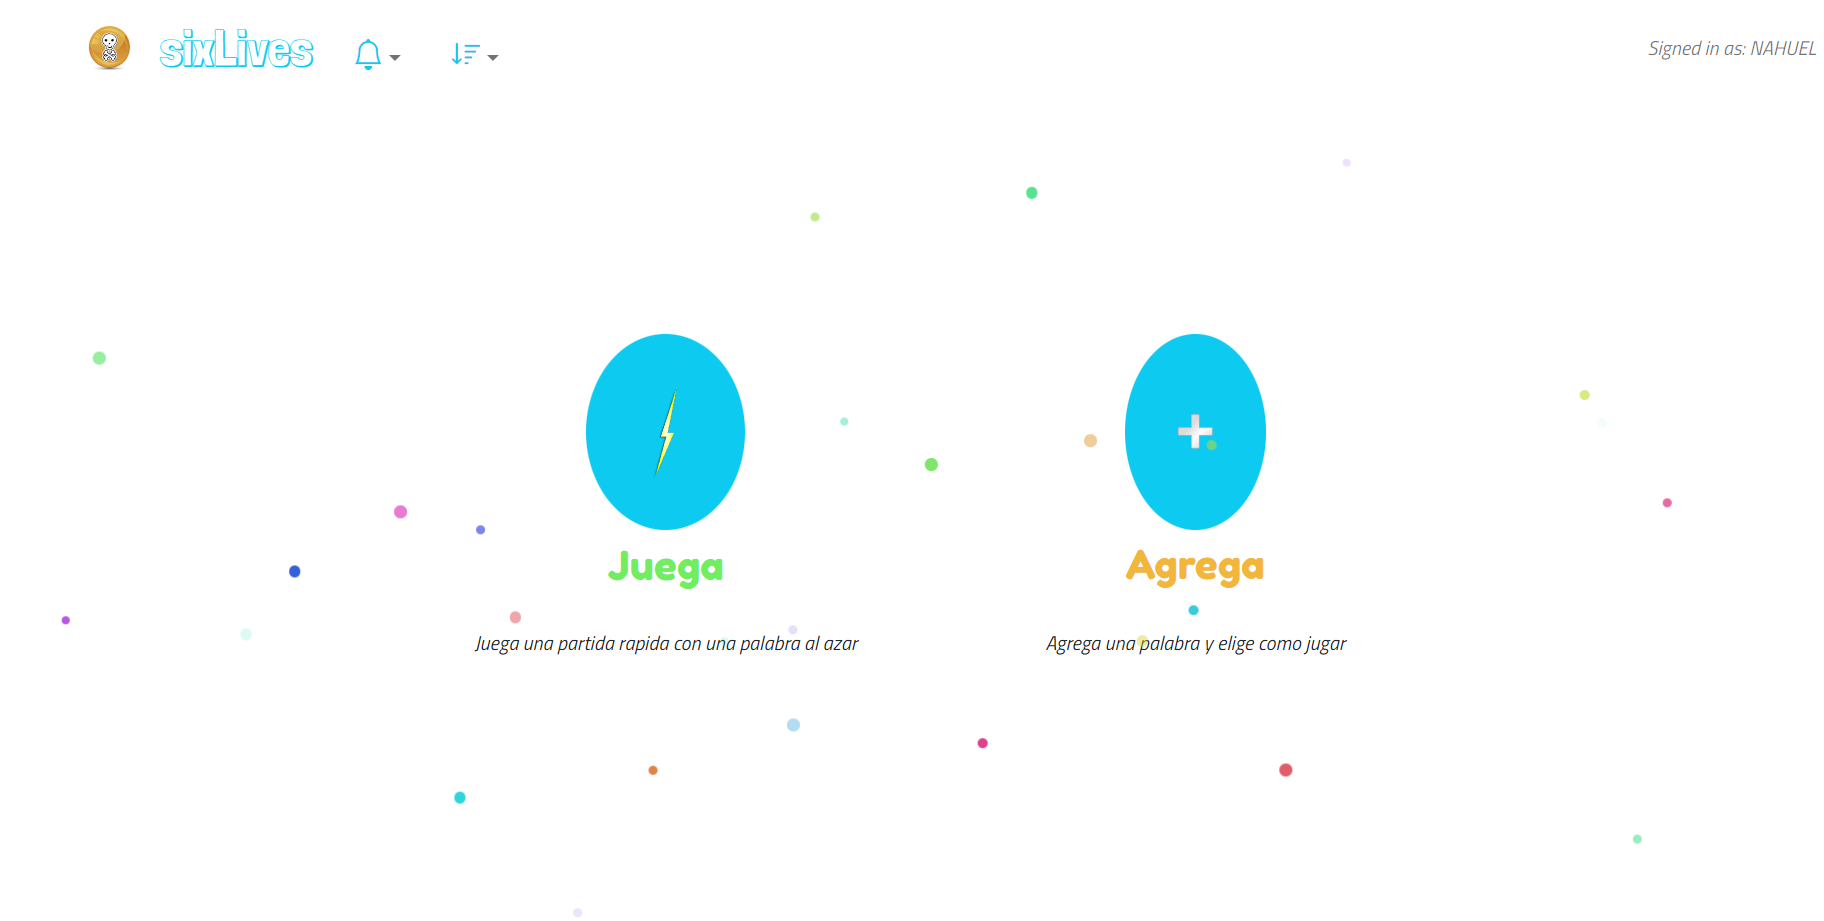 sixLives
Signed in as: NAHUEL
Juega
Agrega
Juega una partida rapida con una palabra al azar
Agrega una palabra y elige como jugar